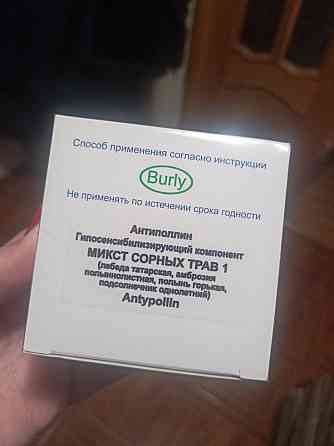 Способ применения согласно инструкции
Burly
Не применять по истечении срока годности
Антиполлин
Гипосенсибилизирующий компонент
МИКСТ СОРНЫХ ТРАВ 1
(лебеда татарская, амброзия
полыннолистная, полынь горькая,
подсолнечник однолетний)
Antypollin